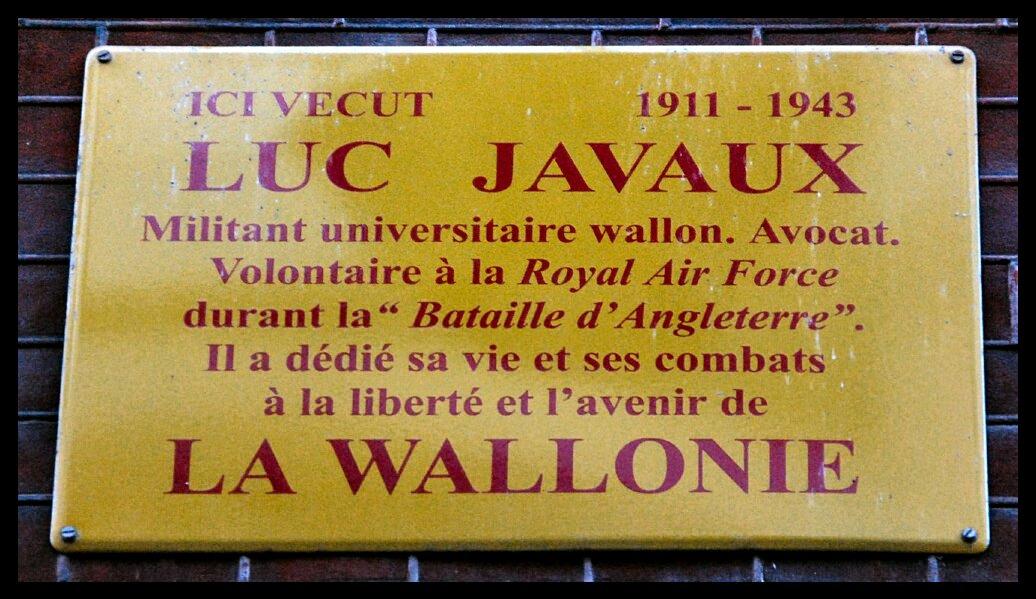 ICI VECUT 1911 - 1943
LUC JAVAUX
Militant universitaire wallon. Avocat.
Volontaire à la Royal Air Force
durant la “ Bataille d’Angleterre”.
Il a dédié sa vie et ses combats
à la liberté et l’avenir de
LA WALLONIE